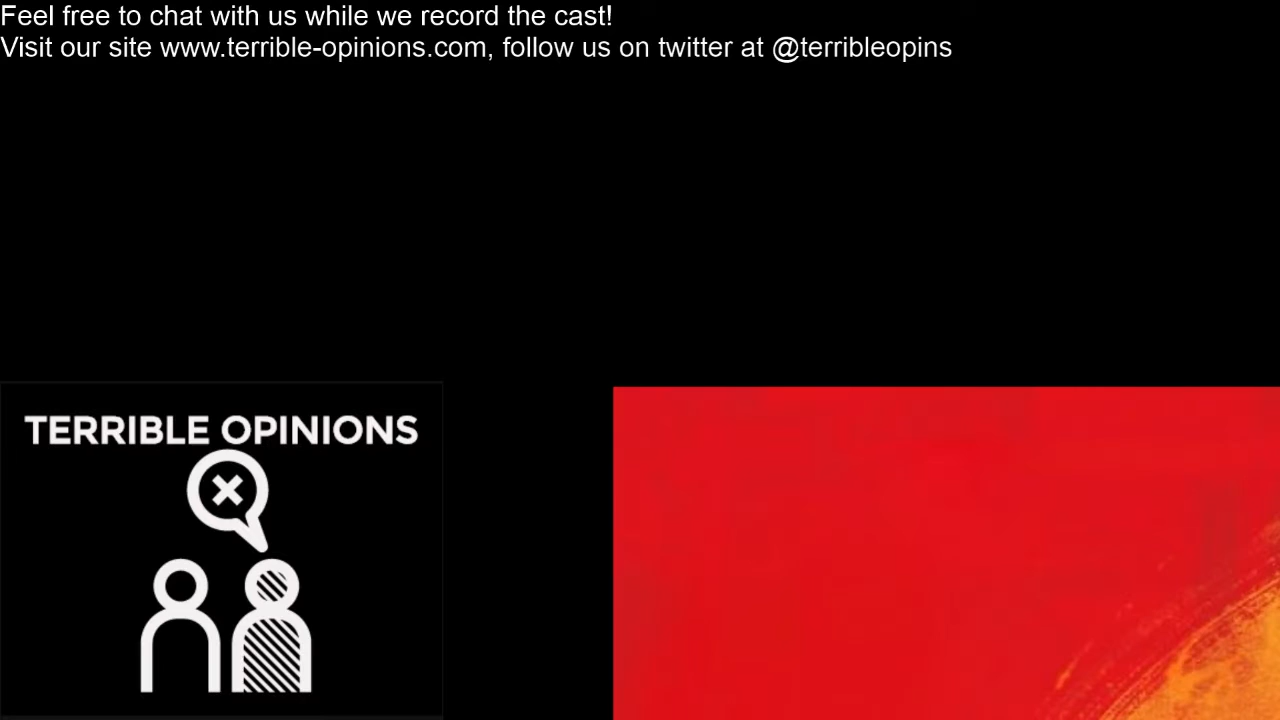 Feel free to chat with us while we record the cast!
Visit our site www.terrible-opinions.com, follow us on twitter at @terribleopins
TERRIBLE OPINIONS